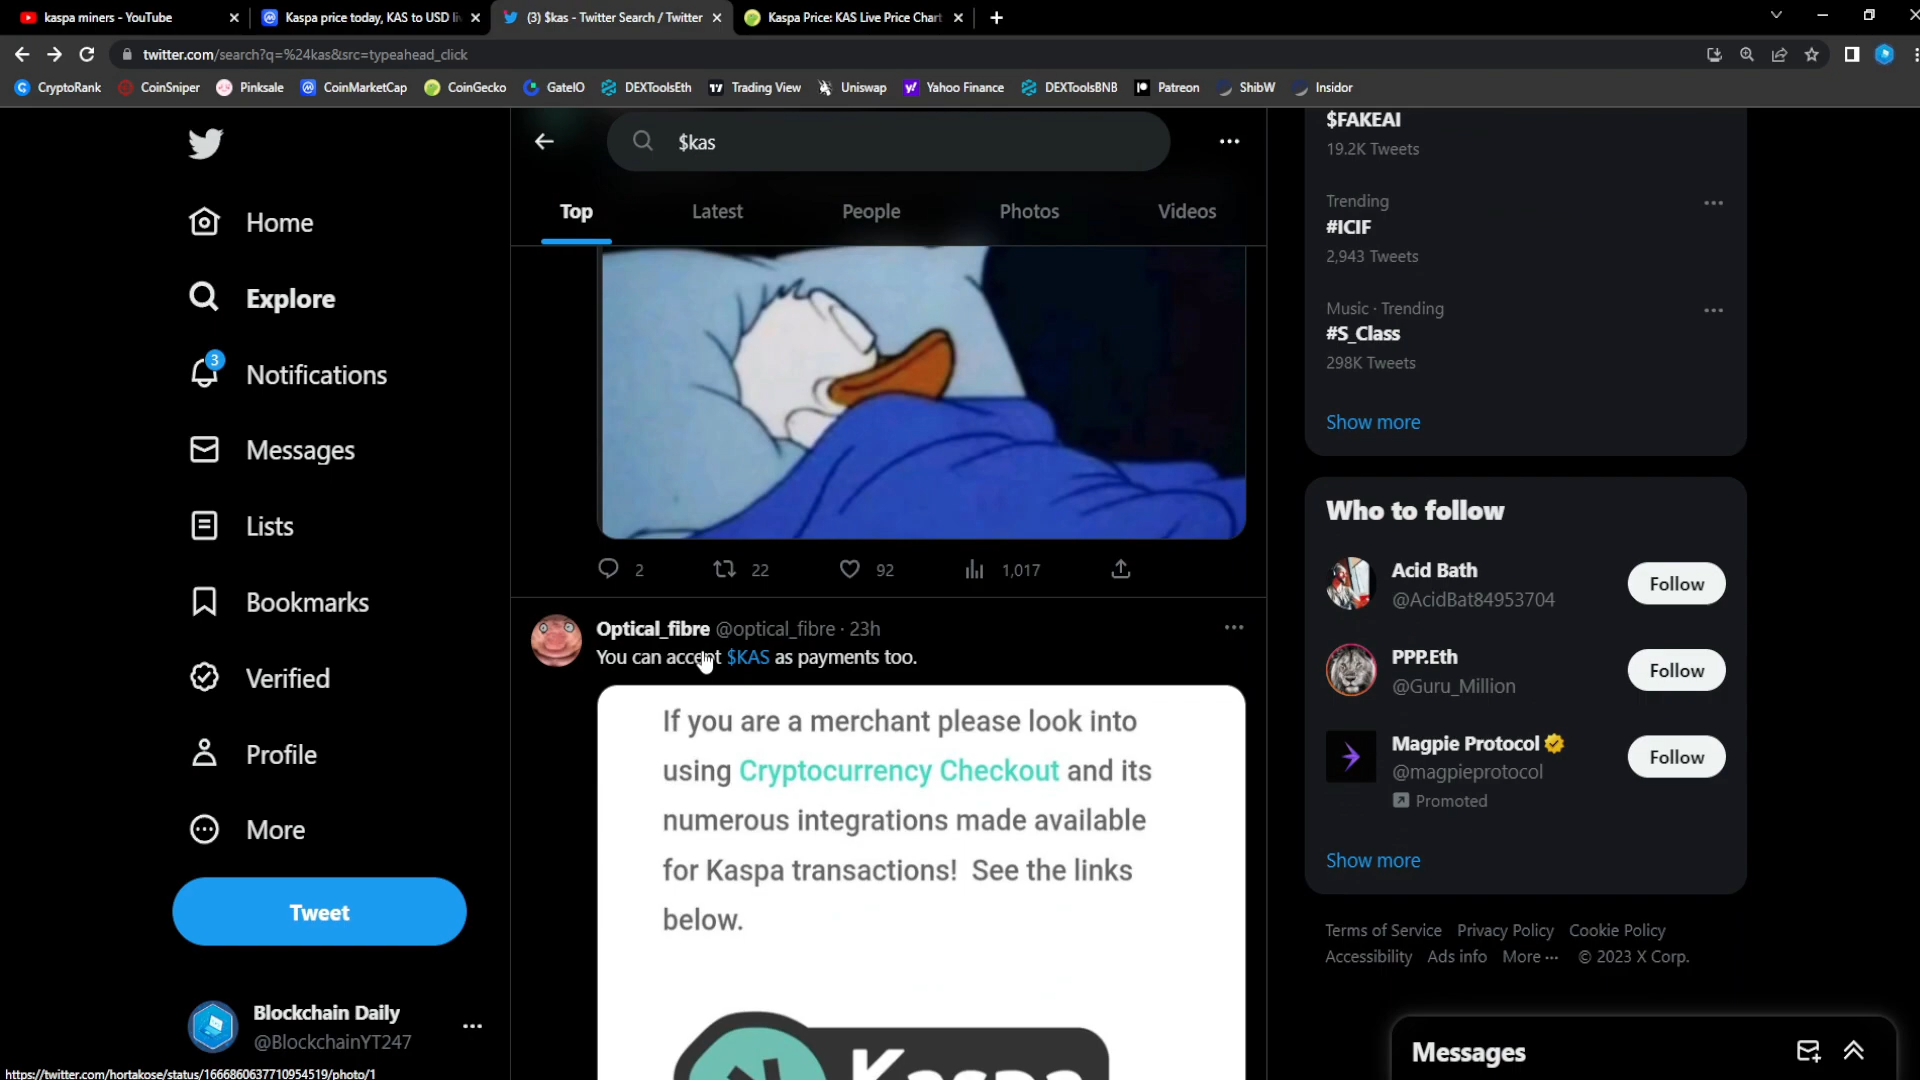 kaspa miners - YouTube
Kaspa price today, KAS to USD li
(3) $kas - Twitter Search / Twitter
Kaspa Price: KAS Live Price Chart
twitter.com/search?q=%24kas&src=typeahead_click
CryptoRank
CoinSniper
Pinksale
CoinMarketCap
CoinGecko
GateIO
DEXToolsEth
Trading View
Uniswap
Yahoo Finance
DEXToolsBNB
Patreon
ShibW
Insidor
Home
Explore
3
Notifications
Messages
Lists
Bookmarks
Verified
Profile
More
Tweet
Blockchain Daily
@BlockchainYT247
https://twitter.com/hortakose/status/1666860637710954519/photo/1
$kas
Top
Latest
People
Photos
Videos
2
22
92
1,017
Optical_fibre @optical_fibre · 23h
You can accept $KAS as payments too.
If you are a merchant please look into
using Cryptocurrency Checkout and its
numerous integrations made available
for Kaspa transactions! See the links
below.
Kaspa
$FAKEAI
19.2K Tweets
Trending
#ICIF
2,943 Tweets
Music · Trending
#S_Class
298K Tweets
Show more
Who to follow
Acid Bath
@AcidBat84953704
Follow
PPP.Eth
@Guru_Million
Follow
Magpie Protocol
@magpieprotocol
Promoted
Follow
Show more
Terms of Service Privacy Policy Cookie Policy
Accessibility Ads info More ··· © 2023 X Corp.
Messages